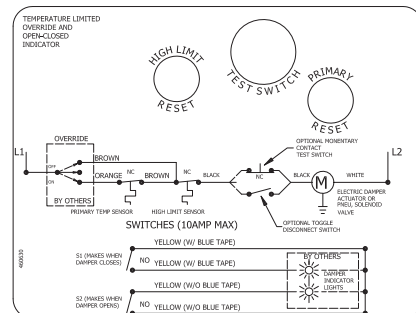 TEMPERATURE LIMITED
OVERRIDE AND
OPEN-CLOSED
INDICATOR
HIGH LIMIT
RESET
TEST SWITCH
PRIMARY
RESET
L1
OVERRIDE
OFF
ON
BY OTHERS
BROWN
ORANGE
NC
BROWN
NC
BLACK
PRIMARY TEMP SENSOR
HIGH LIMIT SENSOR
OPTIONAL MOMENTARY
CONTACT
TEST SWITCH
NC
BLACK
M
WHITE
L2
ELECTRIC DAMPER
ACTUATOR OR
PNEU, SOLENOID
VALVE
OPTIONAL TOGGLE
DISCONNECT SWITCH
SWITCHES (10AMP MAX)
YELLOW (W/ BLUE TAPE)
S1 (MAKES WHEN
DAMPER CLOSES)
NO
YELLOW (W/ BLUE TAPE)
BY OTHERS
DAMPER
INDICATOR
LIGHTS
YELLOW (W/O BLUE TAPE)
S2 (MAKES WHEN
DAMPER OPENS)
NO
YELLOW (W/O BLUE TAPE)
460630